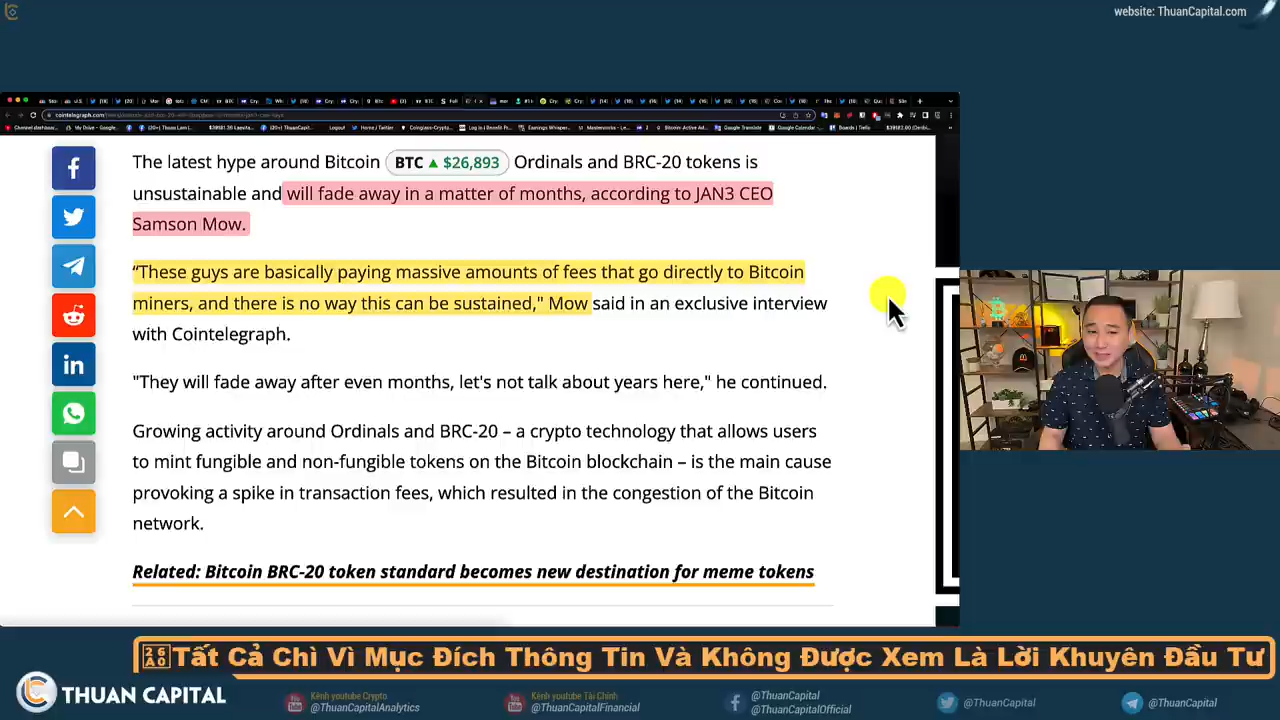 website: ThuanCapital.com
The latest hype around Bitcoin BTC ▲ $26,893 Ordinals and BRC-20 tokens is
unsustainable and will fade away in a matter of months, according to JAN3 CEO
Samson Mow.
“These guys are basically paying massive amounts of fees that go directly to Bitcoin
miners, and there is no way this can be sustained," Mow said in an exclusive interview
with Cointelegraph.
"They will fade away after even months, let's not talk about years here," he continued.
Growing activity around Ordinals and BRC-20 – a crypto technology that allows users
to mint fungible and non-fungible tokens on the Bitcoin blockchain – is the main cause
provoking a spike in transaction fees, which resulted in the congestion of the Bitcoin
network.
Related: Bitcoin BRC-20 token standard becomes new destination for meme tokens
Tất Cả Chỉ Vì Mục Đích Thông Tin Và Không Được Xem Là Lời Khuyên Đầu Tư
THUAN CAPITAL
Kênh youtube Crypto
@ThuanCapitalAnalytics
Kênh youtube Tài Chính
@ThuanCapitalFinancial
@ThuanCapital
@ThuanCapitalOfficial
@ThuanCapital
@ThuanCapital